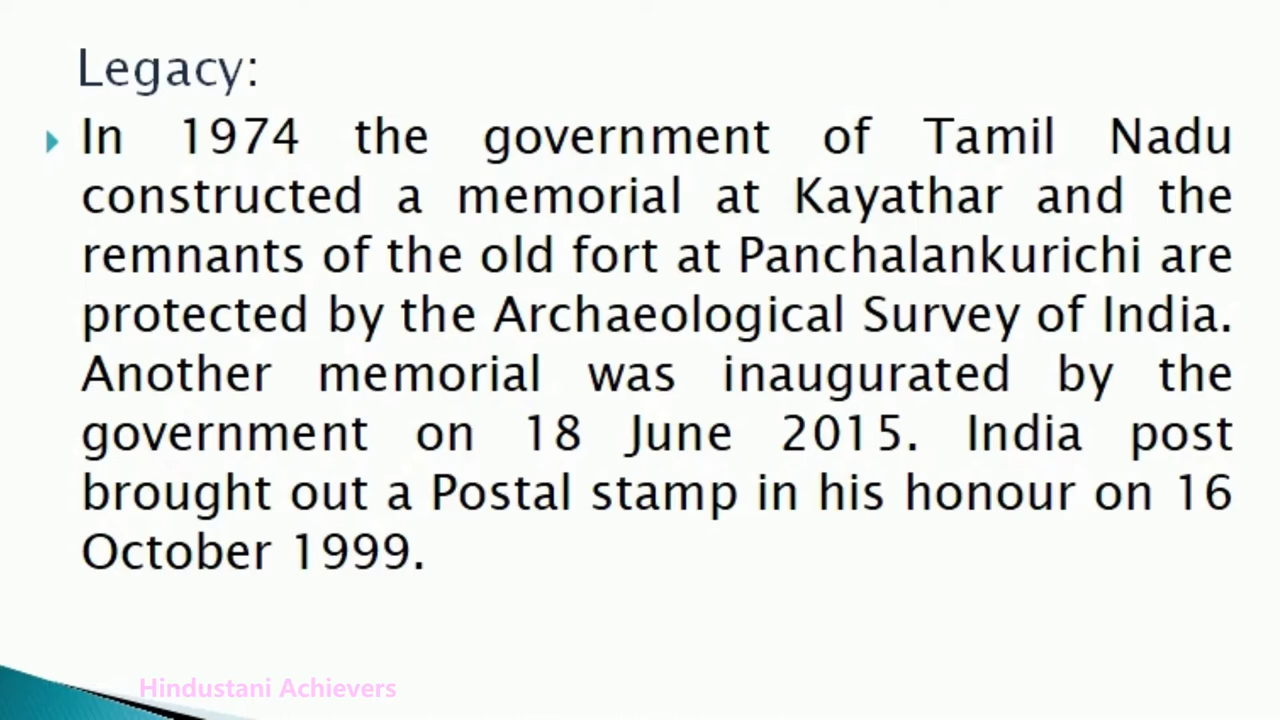 Legacy:
In 1974 the government of Tamil Nadu
constructed a memorial at Kayathar and the
remnants of the old fort at Panchalankurichi are
protected by the Archaeological Survey of India.
Another memorial was inaugurated by the
government on 18 June 2015. India post
brought out a Postal stamp in his honour on 16
October 1999.
Hindustani Achievers